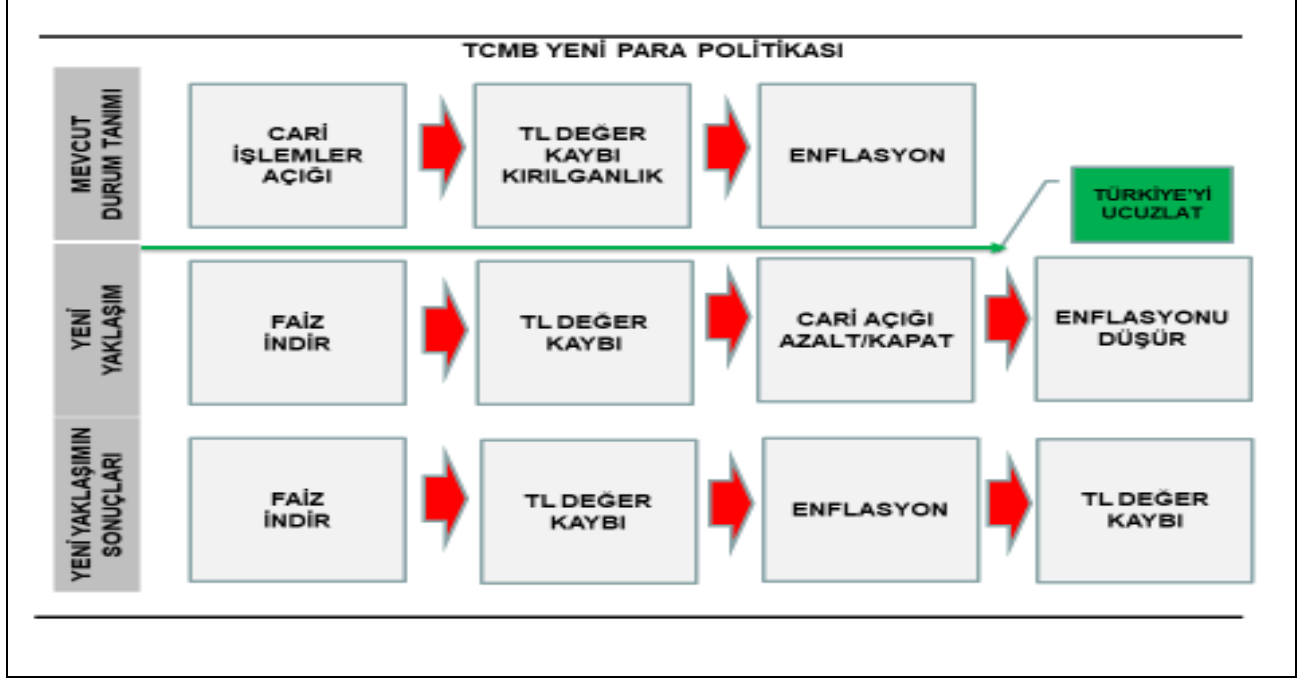 TCMB YENİ PARA POLİTİKASI
MEVCUT
DURUM TANIMI
CARİ
İŞLEMLER
AÇIĞI
TL DEĞER
KAYBI
KIRILGANLIK
ENFLASYON
TÜRKİYE'Yİ
UCUZLAT
YENİ
YAKLAŞIM
FAİZ
İNDİR
TL DEĞER
KAYBI
CARİ AÇIĞI
AZALT/KAPAT
ENFLASYONU
DÜŞÜR
YENİ YAKLAŞIMIN
SONUÇLARI
FAİZ
İNDİR
TL DEĞER
KAYBI
ENFLASYON
TL DEĞER
KAYBI